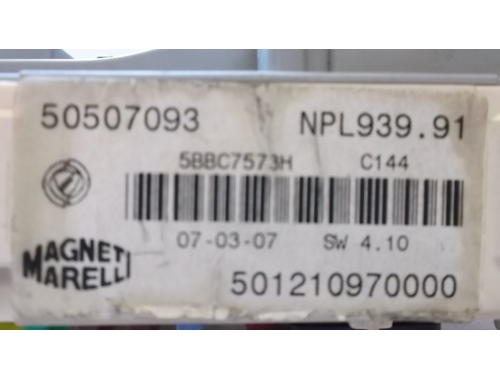 50507093 NPL939.91
5BBC7573H C144
07-03-07 SW 4.10
MAGNETI MARELLI
501210970000